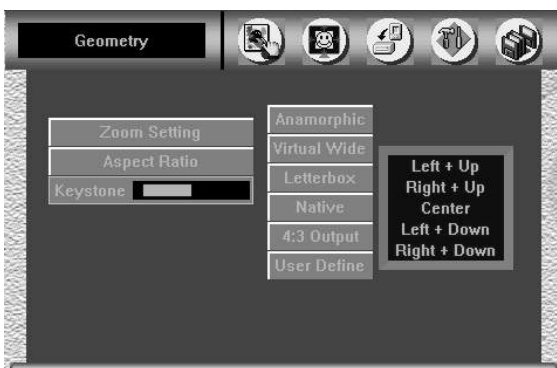 Geometry
Zoom Setting
Aspect Ratio
Keystone
Anamorphic
Virtual Wide
Letterbox
Native
4:3 Output
User Define
Left + Up
Right + Up
Center
Left + Down
Right + Down